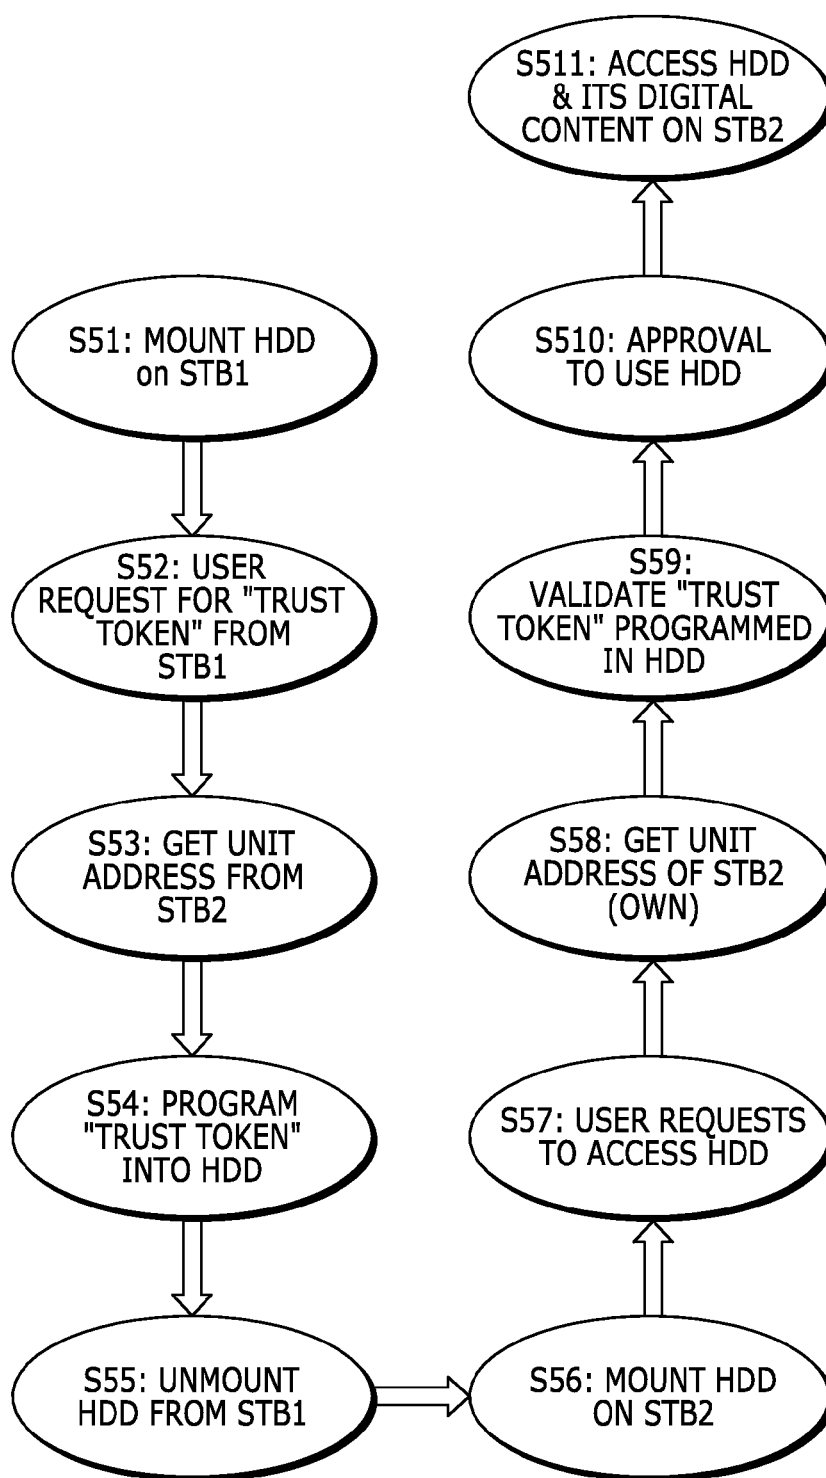 S51: MOUNT HDD
on STB1
S52: USER
REQUEST FOR "TRUST
TOKEN" FROM
STB1
S53: GET UNIT
ADDRESS FROM
STB2
S54: PROGRAM
"TRUST TOKEN"
INTO HDD
S55: UNMOUNT
HDD FROM STB1
S56: MOUNT HDD
ON STB2
S57: USER REQUESTS
TO ACCESS HDD
S58: GET UNIT
ADDRESS OF STB2
(OWN)
S59:
VALIDATE "TRUST
TOKEN" PROGRAMMED
IN HDD
S510: APPROVAL
TO USE HDD
S511: ACCESS HDD
& ITS DIGITAL
CONTENT ON STB2